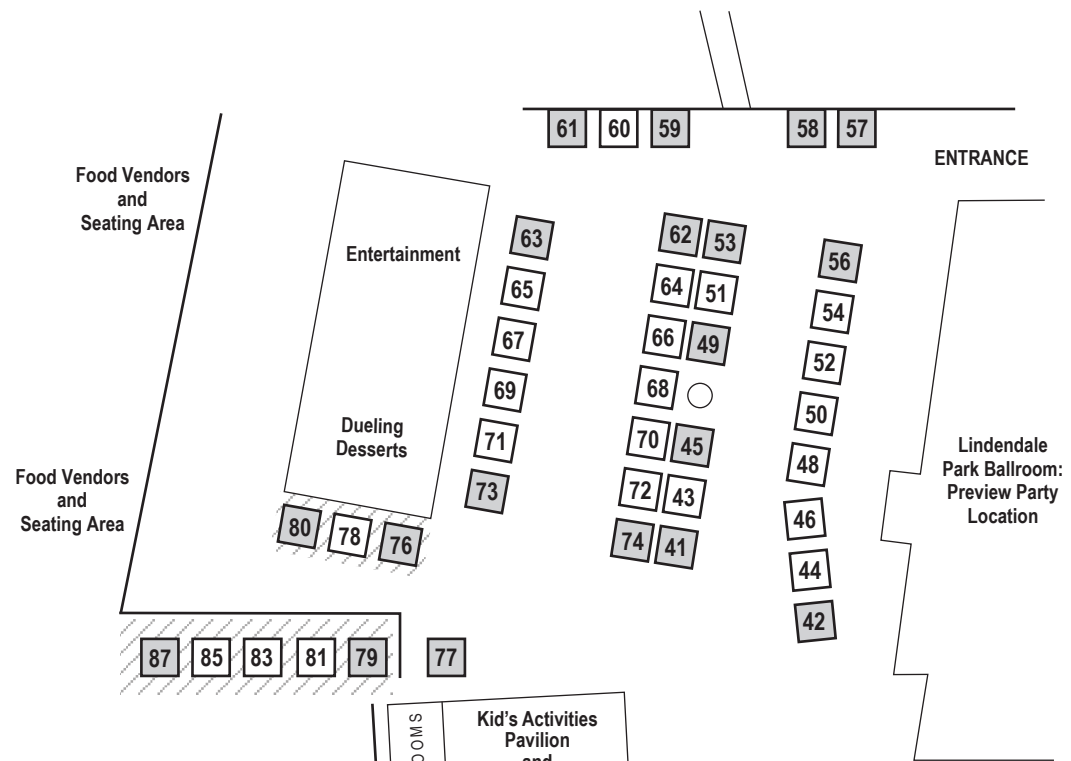 61 60 59 58 57
ENTRANCE
Food Vendors
and
Seating Area
Entertainment
Dueling
Desserts
63
65
67
69
71
73
62 53
64 51
66 49
68
70 45
72 43
74 41
56
54
52
50
48
46
44
42
Lindendale
Park Ballroom:
Preview Party
Location
Food Vendors
and
Seating Area
80 78 76
87 85 83 81 79 77
Kid's Activities
Pavilion
and